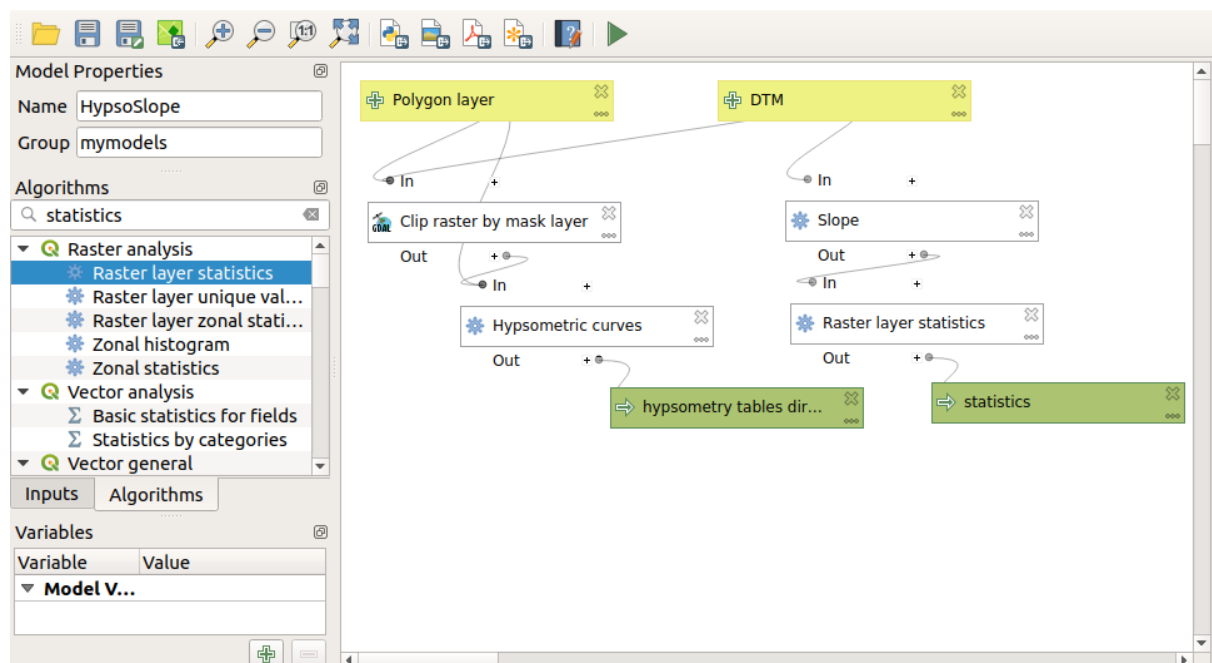 1:1
Model Properties
Name HypsoSlope
Group mymodels
Algorithms
statistics
Raster analysis
Raster layer statistics
Raster layer unique val...
Raster layer zonal stati...
Zonal histogram
Zonal statistics
Vector analysis
Basic statistics for fields
Statistics by categories
Vector general
Inputs Algorithms
Variables
Variable Value
Model V...
Polygon layer
DTM
In +
In +
GDAL Clip raster by mask layer
Slope
Out +
Out +
In +
In +
Hypsometric curves
Raster layer statistics
Out +
Out +
hypsometry tables dir...
statistics